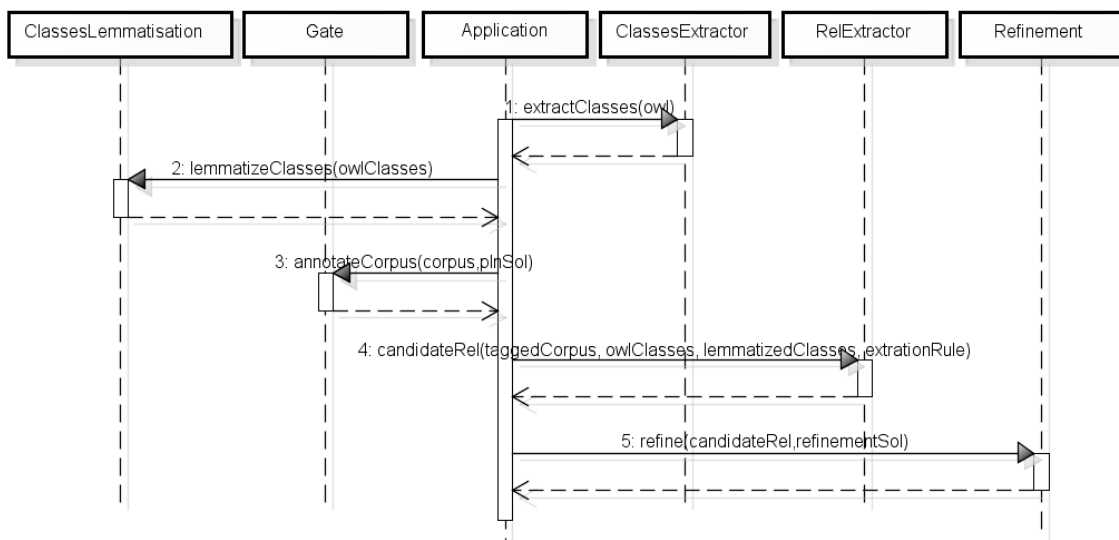 ClassesLemmatisation
Gate
Application
ClassesExtractor
RelExtractor
Refinement
1: extractClasses(owl)
2: lemmatizeClasses(owlClasses)
3: annotateCorpus(corpus,plnSol)
4: candidateRel(taggedCorpus, owlClasses, lemmatizedClasses, extrationRule)
5: refine(candidateRel,refinementSol)